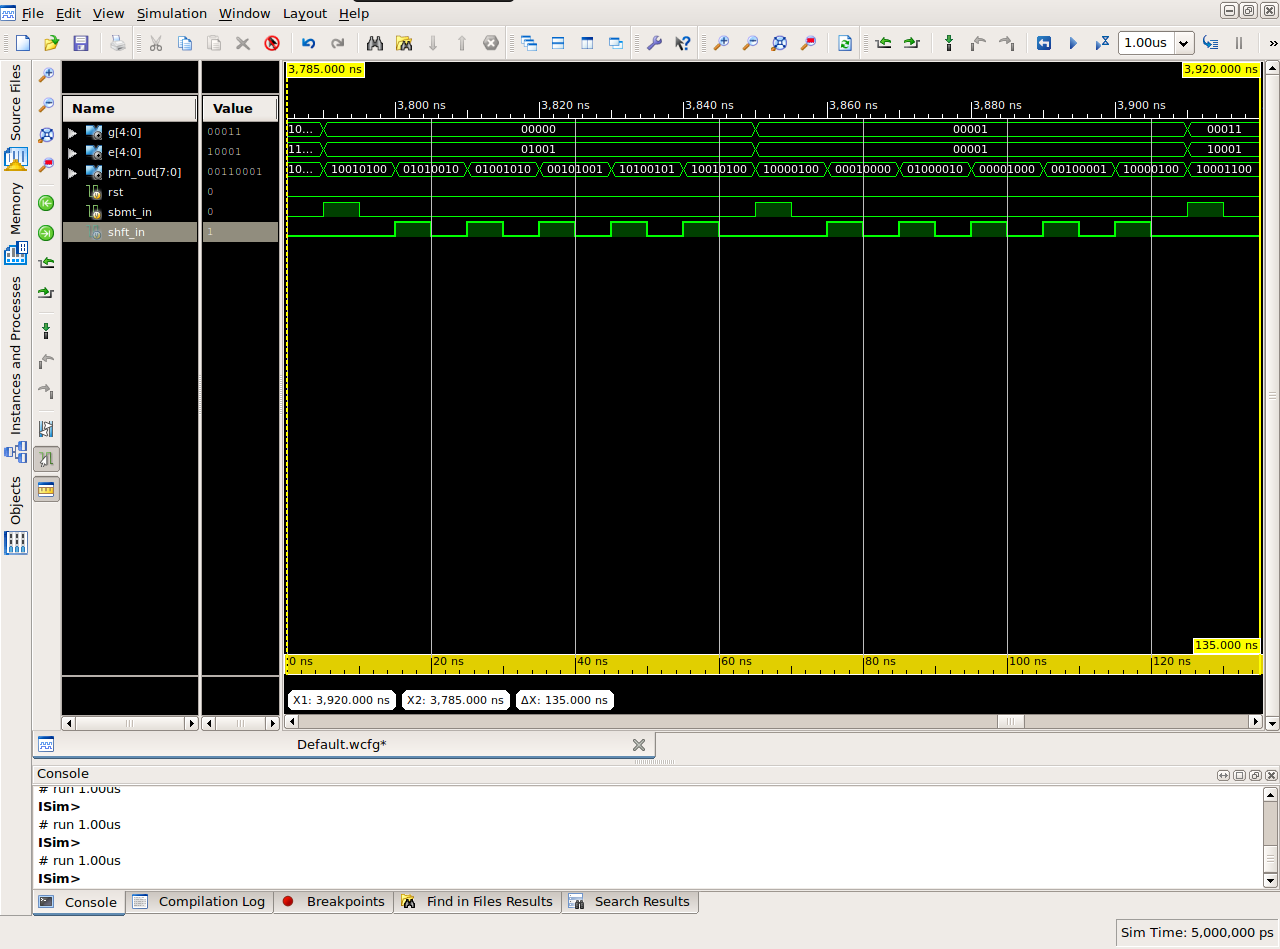 File Edit View Simulation Window Layout Help
1.00us
»
Source Files
Memory
Instances and Processes
Objects
Name
Value
g[4:0] 00011
e[4:0] 10001
ptrn_out[7:0] 00110001
rst 0
sbmt_in 0
shft_in 1
3,785.000 ns 3,920.000 ns
3,800 ns 3,820 ns 3,840 ns 3,860 ns 3,880 ns 3,900 ns
10... 00000 00001 00011
11... 01001 00001 10001
10... 10010100 01010010 01001010 00101001 10100101 10010100 10000100 00010000 01000010 00001000 00100001 10000100 10001100
135.000 ns
0 ns 20 ns 40 ns 60 ns 80 ns 100 ns 120 ns
X1: 3,920.000 ns X2: 3,785.000 ns ΔX: 135.000 ns
Default.wcfg*
Console
# run 1.00us
ISim>
# run 1.00us
ISim>
# run 1.00us
ISim>
Console Compilation Log Breakpoints Find in Files Results Search Results
Sim Time: 5,000,000 ps